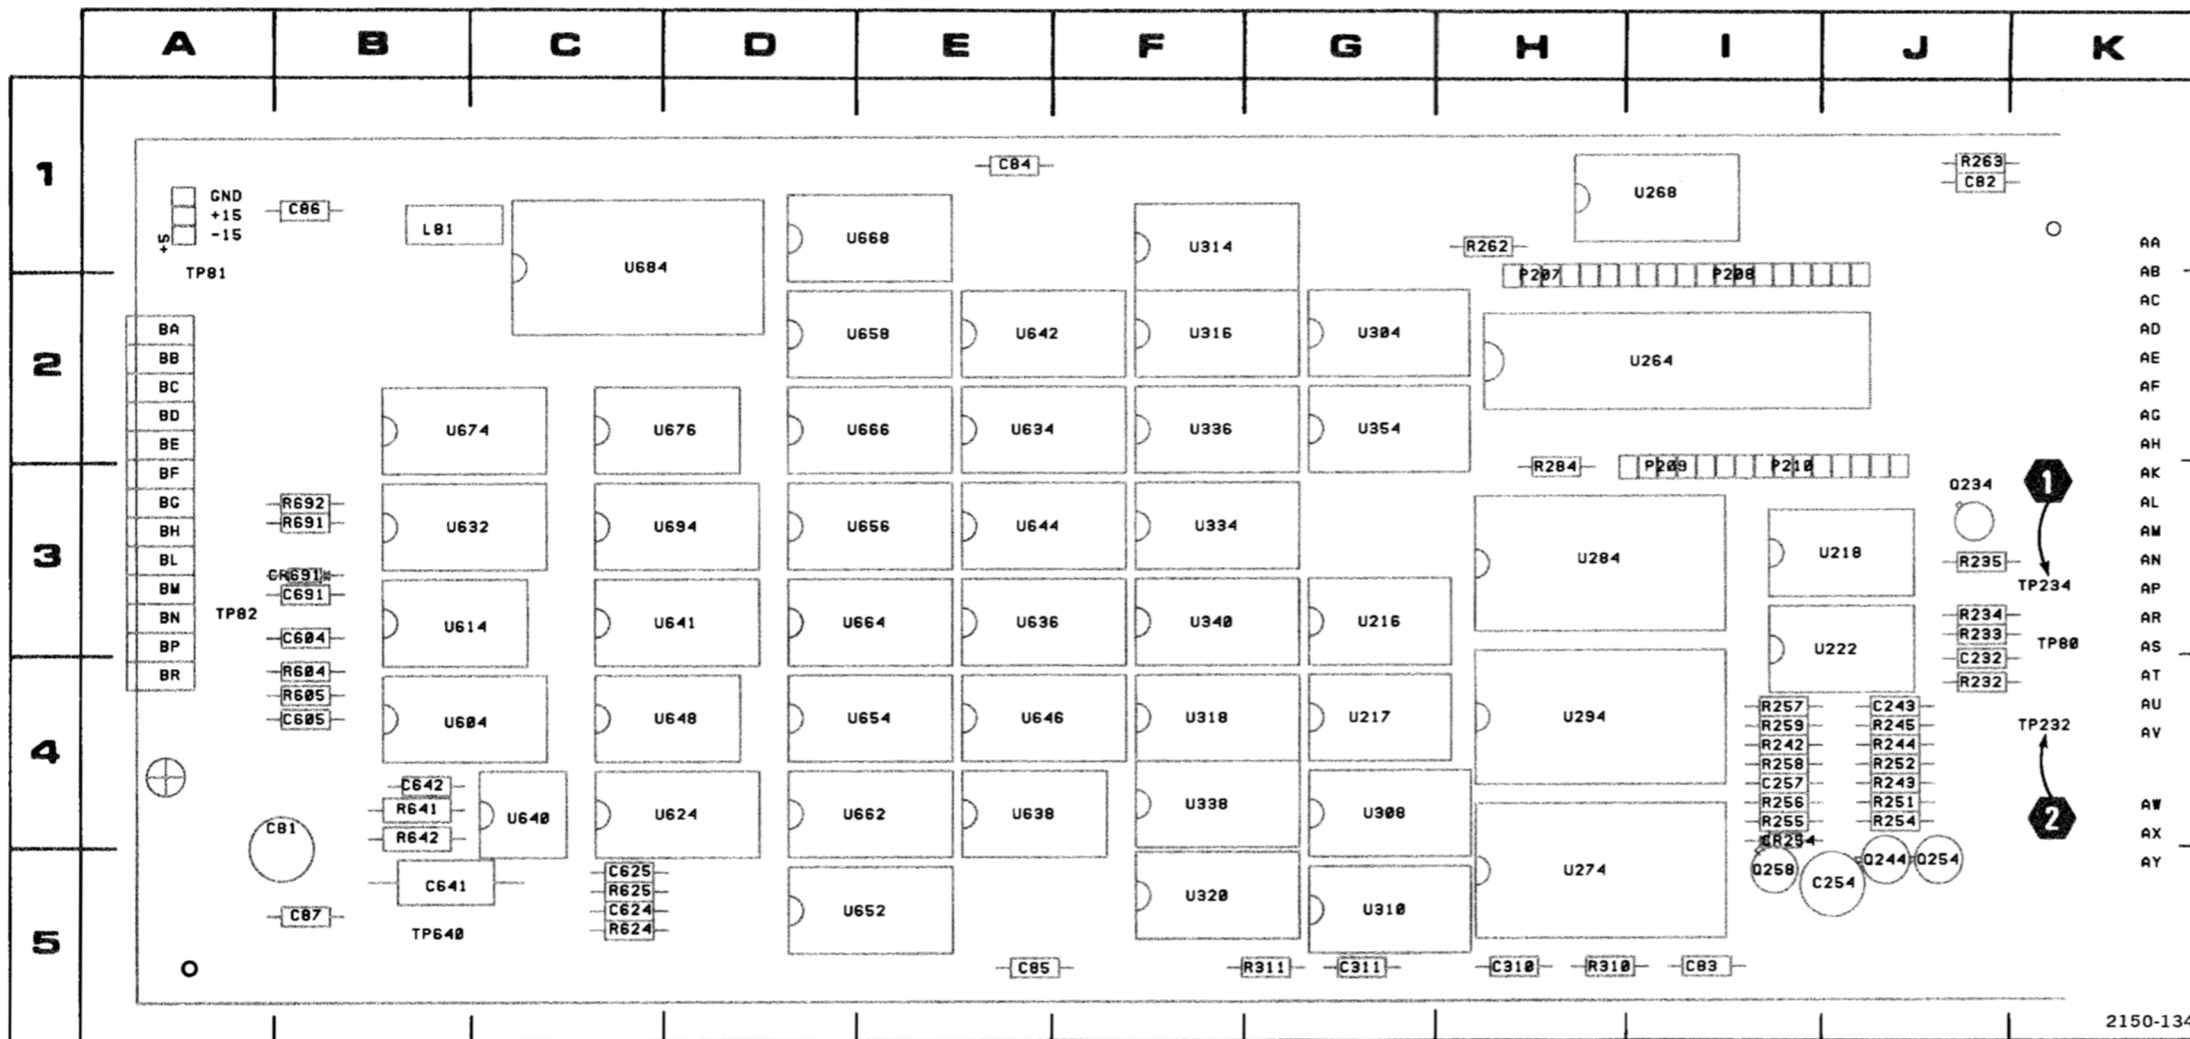 A B C D E F G H I J K
1
C84
R263
U268
C82
GND
+15
-15
+5
C86
L81
U668
U314
R262
AA
TP81
U684
P207 P208
AB
AC
BA
U658 U642 U316 U304
AD
2
BB
U264
AE
BC
AF
BD
U674 U676 U666 U634 U336 U354
AG
BE
AH
BF
R284
P209 P210
AK
Q234
1
BG
R692
AL
R691
BH
U632 U694 U656 U644 U334
AM
3
BL
U284 U218
R235
AN
CR691
BM
C691
TP234
AP
TP82
BN
U614 U641 U664 U636 U340 U216
R234
AR
C604
R233
BP
U222
TP80
AS
C232
BR
R604
R232
AT
R605
C605
U604 U648 U654 U646 U318 U217
U294
R257 C243
AU
R259 R245
TP232
AV
4
R242 R244
R258 R252
C642
C257 R243
R641
U640 U624 U662 U638 U338 U308
R256 R251
AW
C81
R255 R254
2
R642
CR254
AX
Q258
C254
Q244 Q254
AY
C641
C625
R625
U274
C624
R624
U652 U320 U310
C87
TP640
5
C85
R311 C311
C310 R310 C83
2150-134